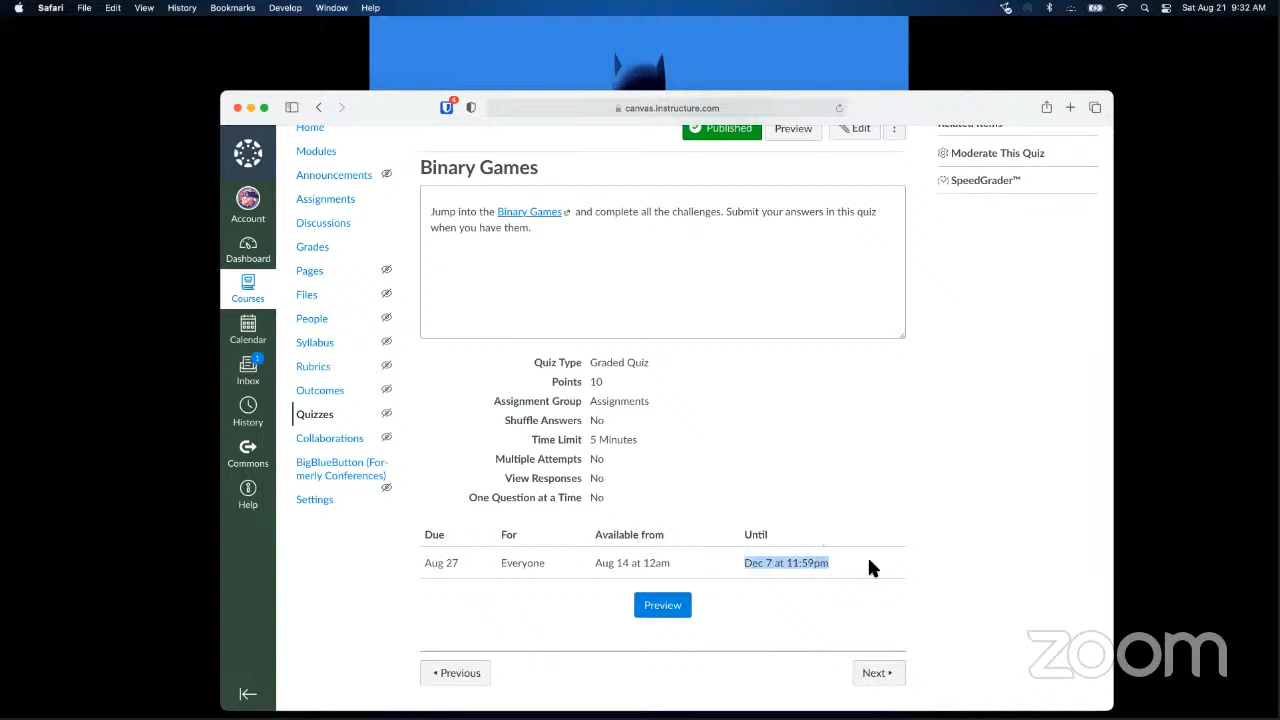 Safari File Edit View History Bookmarks Develop Window Help Sat Aug 21 9:32 AM
4
canvas.instructure.com
Account
Dashboard
Courses
Calendar
1
Inbox
History
Commons
Help
Home
Modules
Announcements
Assignments
Discussions
Grades
Pages
Files
People
Syllabus
Rubrics
Outcomes
Quizzes
Collaborations
BigBlueButton (For-
merly Conferences)
Settings
Published Preview Edit
Related Items
Moderate This Quiz
SpeedGrader™
Binary Games
Jump into the Binary Games and complete all the challenges. Submit your answers in this quiz
when you have them.
Quiz Type Graded Quiz
Points 10
Assignment Group Assignments
Shuffle Answers No
Time Limit 5 Minutes
Multiple Attempts No
View Responses No
One Question at a Time No
Due For Available from Until
Aug 27 Everyone Aug 14 at 12am Dec 7 at 11:59pm
Preview
Previous Next
zoom